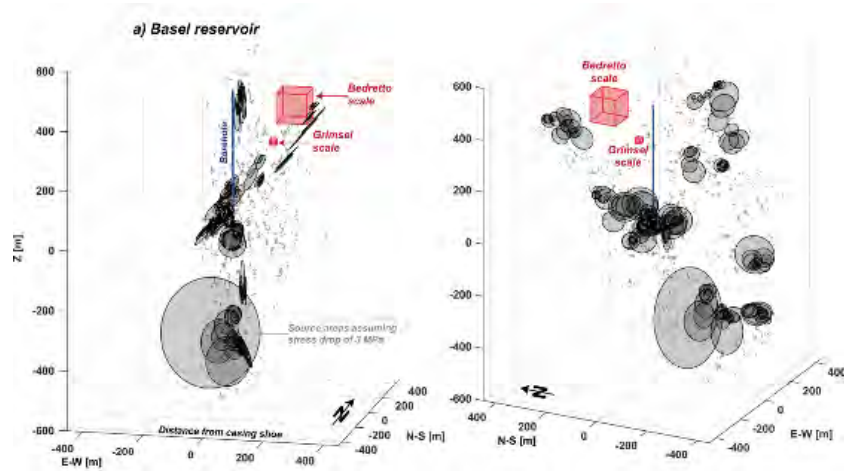 a) Basel reservoir
600
400
200
0
-200
-400
-600
Z [m]
Borehole
Bedretto
scale
Grimsel
scale
Source areas assuming
stress drop of 3 MPa
N
Distance from casing shoe
-400
-200
0
200
400
E-W [m]
-400
-200
0
200
400
N-S [m]
Bedretto
scale
Grimsel
scale
600
400
200
0
-200
-400
-600
N
400
200
0
-200
-400
N-S [m]
-400
-200
0
200
400
E-W [m]